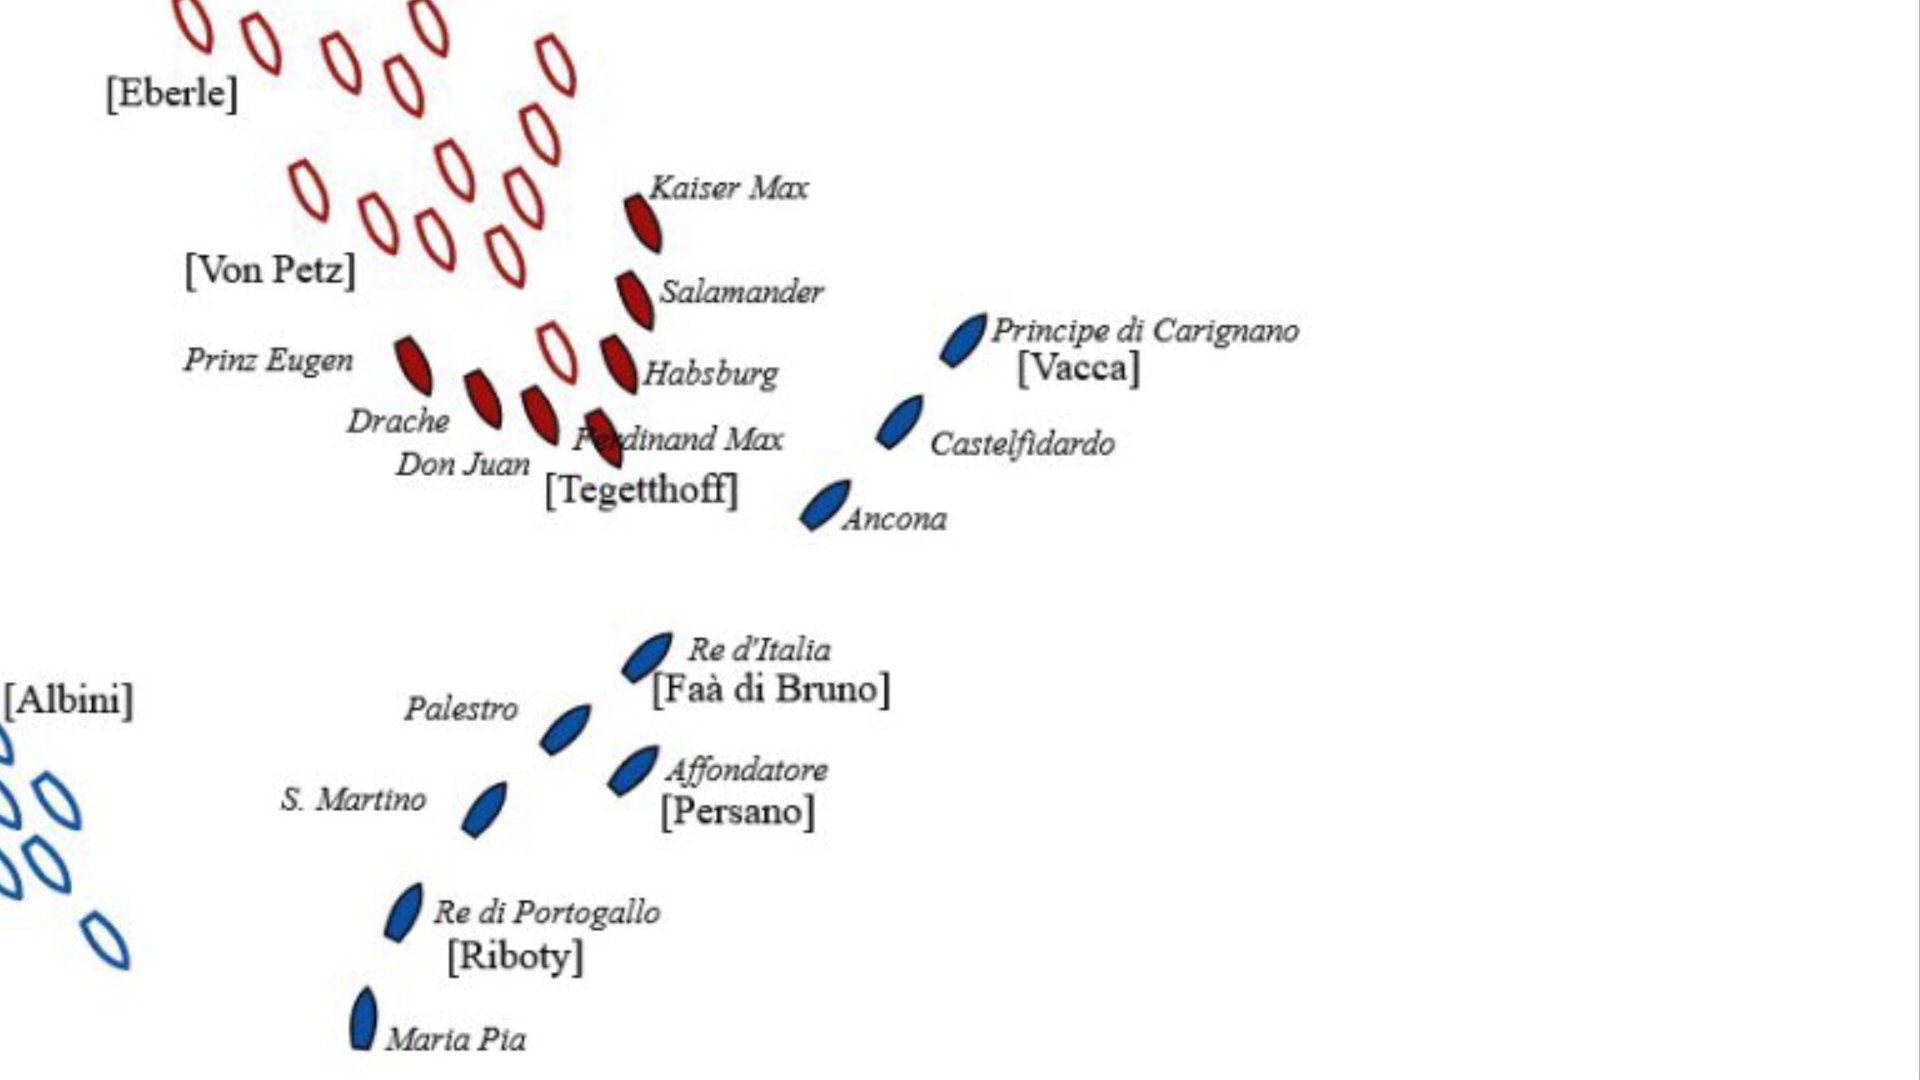 [Eberle]
Kaiser Max
[Von Petz]
Salamander
Prinz Eugen
Habsburg
Principe di Carignano
[Vacca]
Drache
Ferdinand Max
Castelfidardo
Don Juan
[Tegetthoff]
Ancona
Re d'Italia
[Faà di Bruno]
[Albini]
Palestro
Affondatore
[Persano]
S. Martino
Re di Portogallo
[Riboty]
Maria Pia